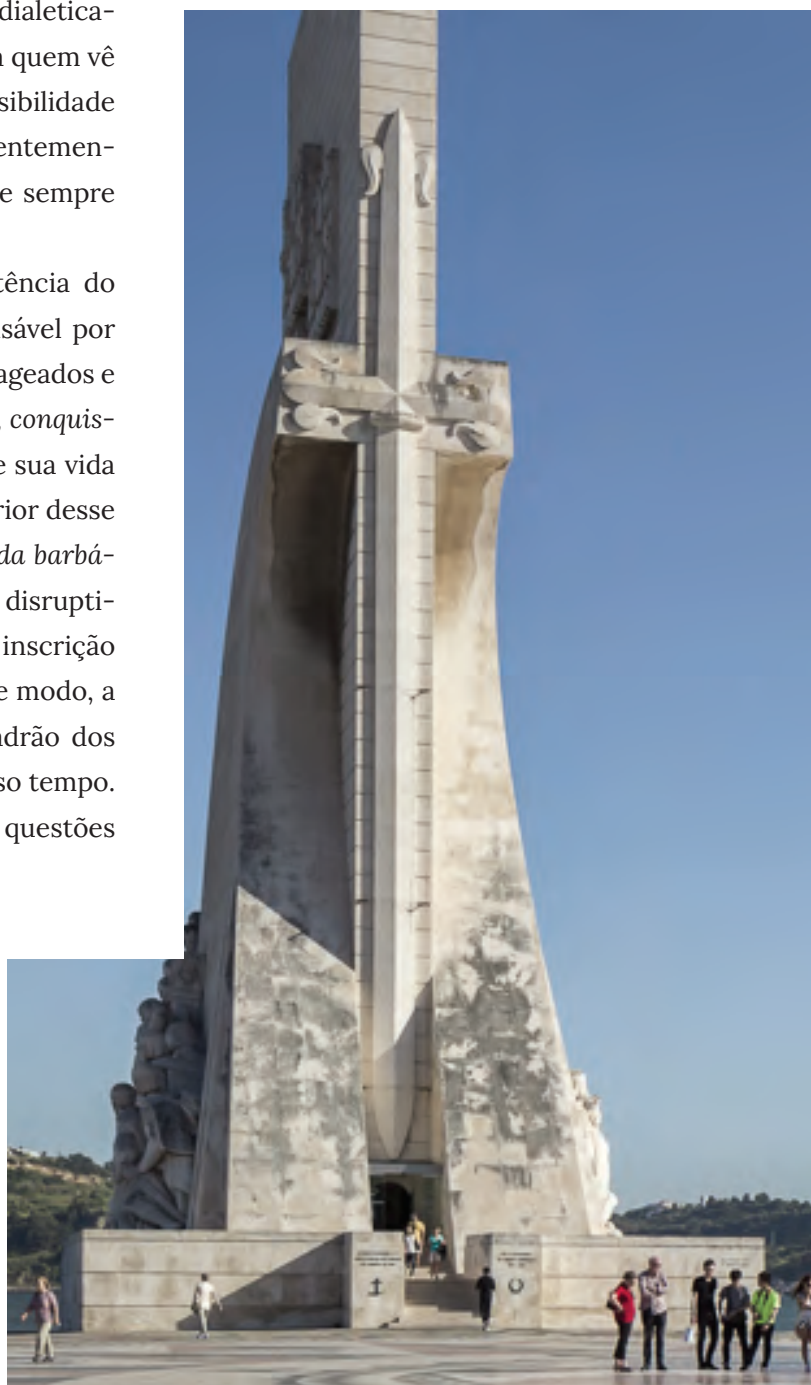 dialetica-
quem vê
sibilidade
entemen-
e sempre
tência do
sável por
ageados e
conquis-
e sua vida
rior desse
da barbá-
disrupti-
inscrição
e modo, a
adrão dos
so tempo.
questões